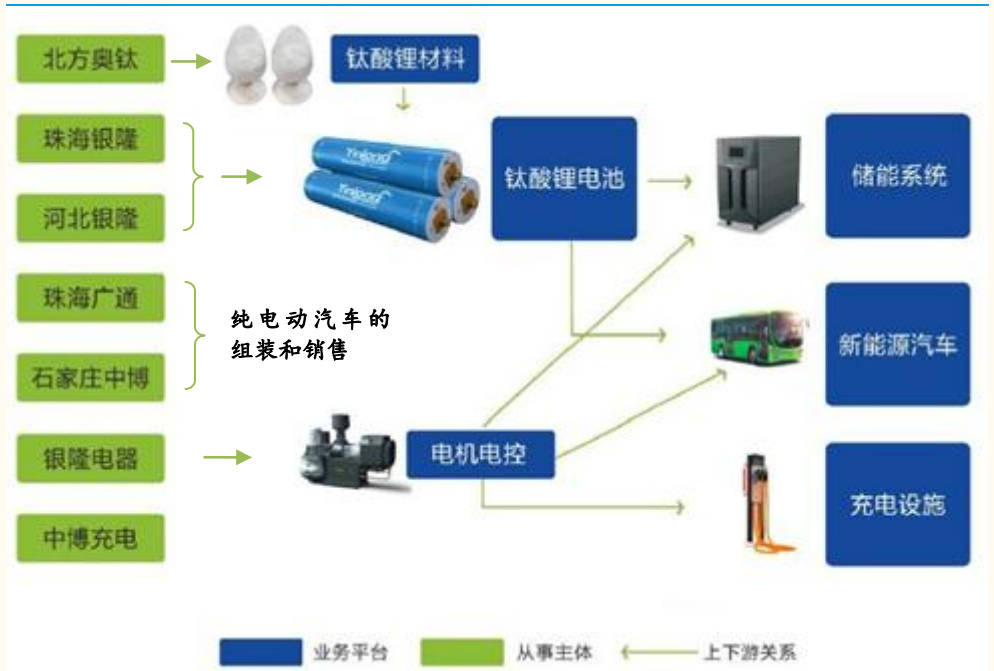 北方奥钛
钛酸锂材料
珠海银隆
河北银隆
Yinlong
Yinlong
钛酸锂电池
储能系统
珠海广通
石家庄中博
纯电动汽车的
组装和销售
新能源汽车
银隆电器
电机电控
中博充电
充电设施
业务平台
从事主体
上下游关系